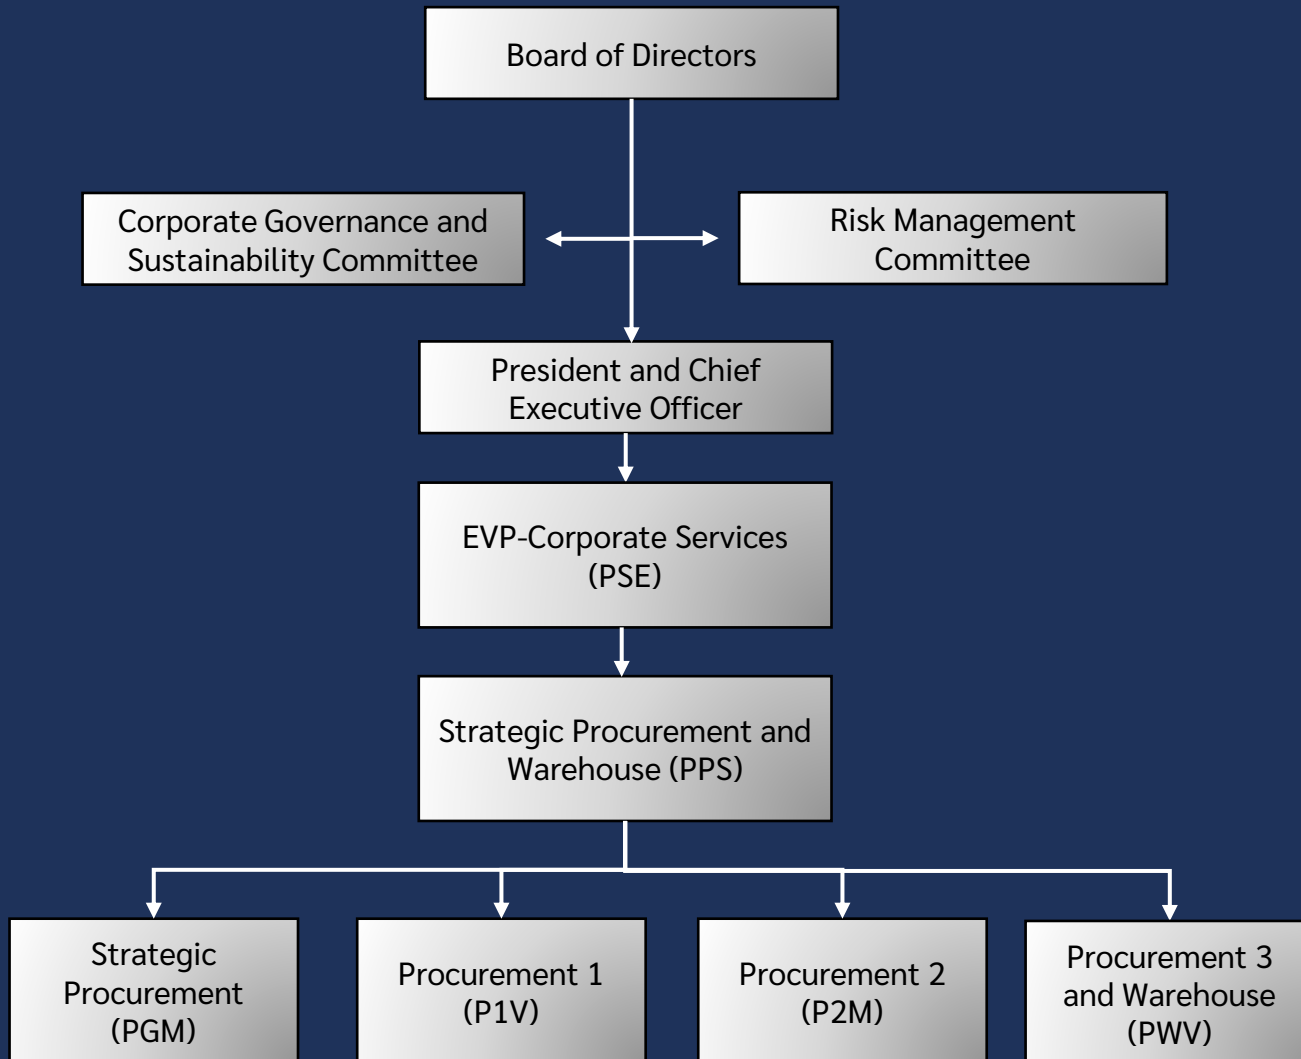 Board of Directors
Corporate Governance and
Sustainability Committee
Risk Management
Committee
President and Chief
Executive Officer
EVP-Corporate Services
(PSE)
Strategic Procurement and
Warehouse (PPS)
Strategic
Procurement
(PGM)
Procurement 1
(P1V)
Procurement 2
(P2M)
Procurement 3
and Warehouse
(PWV)